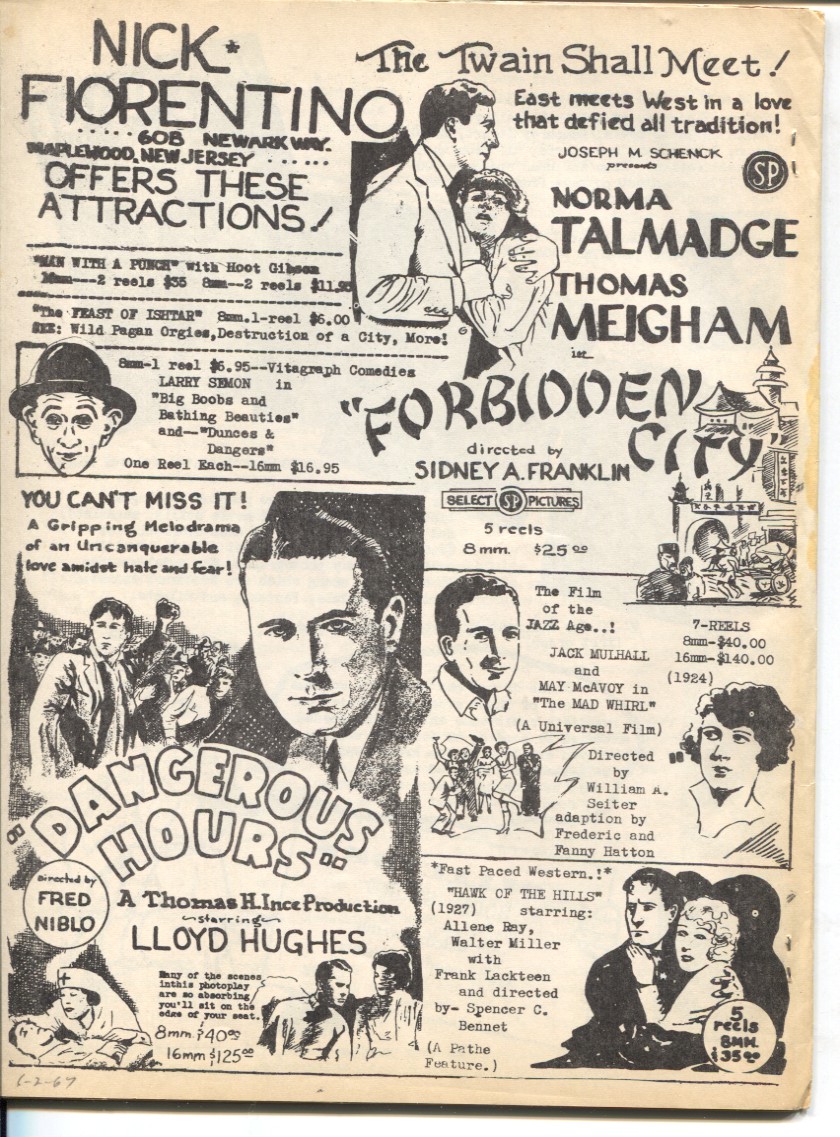 NICK*
FIORENTINO
..... 60B NEWARK WAY.
MAPLEWOOD, NEW JERSEY ......
OFFERS THESE
ATTRACTIONS!
"MAN WITH A PUNCH" with Hoot Gibson
16mm---2 reels $35 8mm--2 reels $11.95
"The FEAST OF ISHTAR" 8mm.1-reel $6.00
SEE: Wild Pagan Orgies,Destruction of a City, More!
8mm-1 reel $6.95--Vitagraph Comedies
LARRY SEMON in
"Big Boobs and
Bathing Beauties"
and--"Dunces &
Dangers"
One Reel Each--16mm $16.95
The Twain Shall Meet!
East meets West in a love
that defied all tradition!
JOSEPH M. SCHENCK
presents
SP
NORMA
TALMADGE
THOMAS
MEIGHAM
in
"FORBIDDEN
CITY"
directed by
SIDNEY A. FRANKLIN
SELECT SP PICTURES
5 reels
8mm. $25.00
YOU CAN'T MISS IT!
A Gripping Melodrama
of an Uncanquerable
love amidst hate and fear!
"DANGEROUS
HOURS"
Directed by
FRED
NIBLO
A Thomas H. Ince Production
starring
LLOYD HUGHES
Many of the scenes
inthis photoplay
are so absorbing
you'll sit on the
edge of your seat.
8mm. $40.00
16mm $125.00
The Film
of the
JAZZ Age..!
JACK MULHALL
and
MAY McAVOY in
"The MAD WHIRL"
(A Universal Film)
7-REELS
8mm-$40.00
16mm-$140.00
(1924)
Directed
by
William A.
Seiter
adaption by
Frederic and
Fanny Hatton
*Fast Paced Western.!*
"HAWK OF THE HILLS"
(1927) starring:
Allene Ray,
Walter Miller
with
Frank Lackteen
and directed
by- Spencer C.
Bennet
(A Pathe
Feature.)
5
reels
8MM.
$35.00
1-2-67